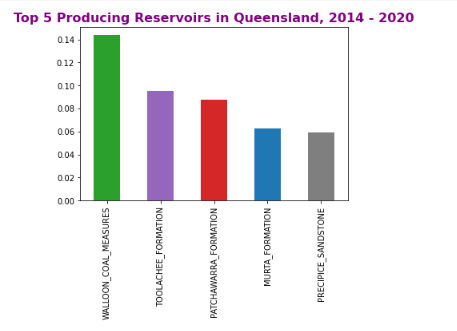 Top 5 Producing Reservoirs in Queensland, 2014 - 2020
0.14
0.12
0.10
0.08
0.06
0.04
0.02
0.00
WALLOON_COAL_MEASURES
TOOLACHEE_FORMATION
PATCHAWARRA_FORMATION
MURTA_FORMATION
PRECIPICE_SANDSTONE